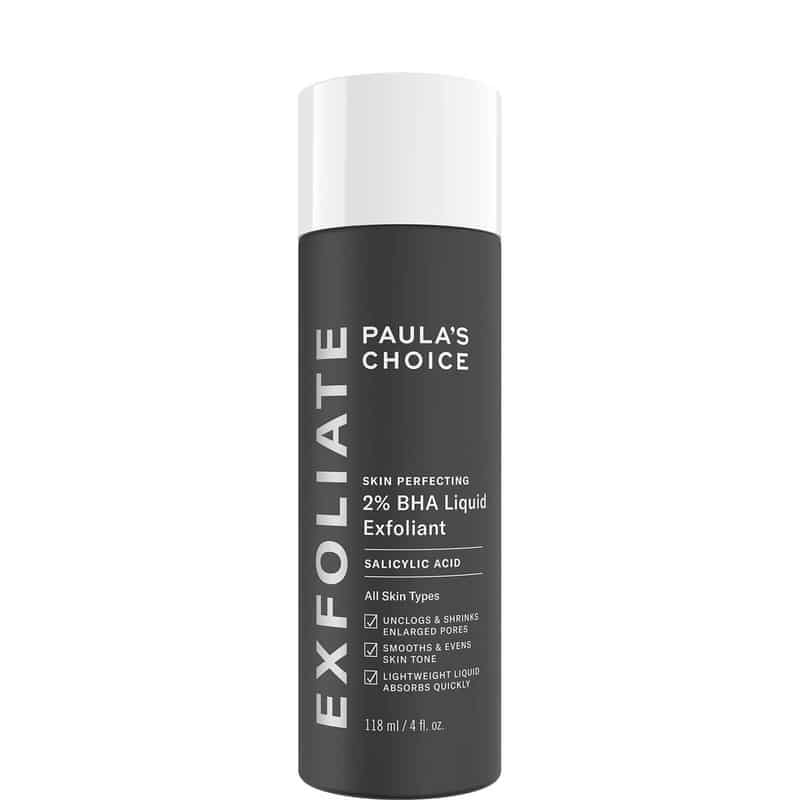 EXFOLIATE
PAULA'S
CHOICE
SKIN PERFECTING
2% BHA Liquid
Exfoliant
SALICYLIC ACID
All Skin Types
☑ UNCLOGS & SHRINKS
ENLARGED PORES
☑ SMOOTHS & EVENS
SKIN TONE
☑ LIGHTWEIGHT LIQUID
ABSORBS QUICKLY
118 ml / 4 fl. oz.